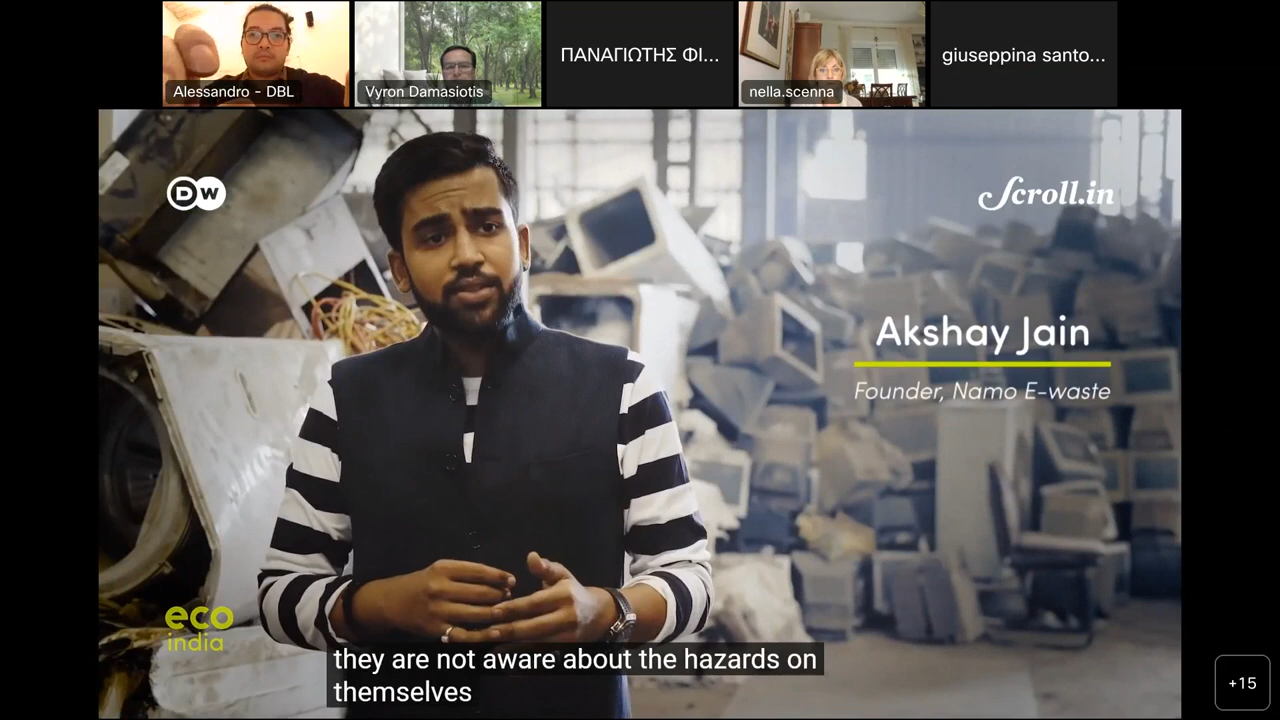 Alessandro - DBL
Vyron Damasiotis
ΠΑΝΑΓΙΩΤΗΣ ΦΙ...
nella.scenna
giuseppina santo...
DW
Scroll.in
Akshay Jain
Founder, Namo E-waste
eco
india
they are not aware about the hazards on
themselves
+15